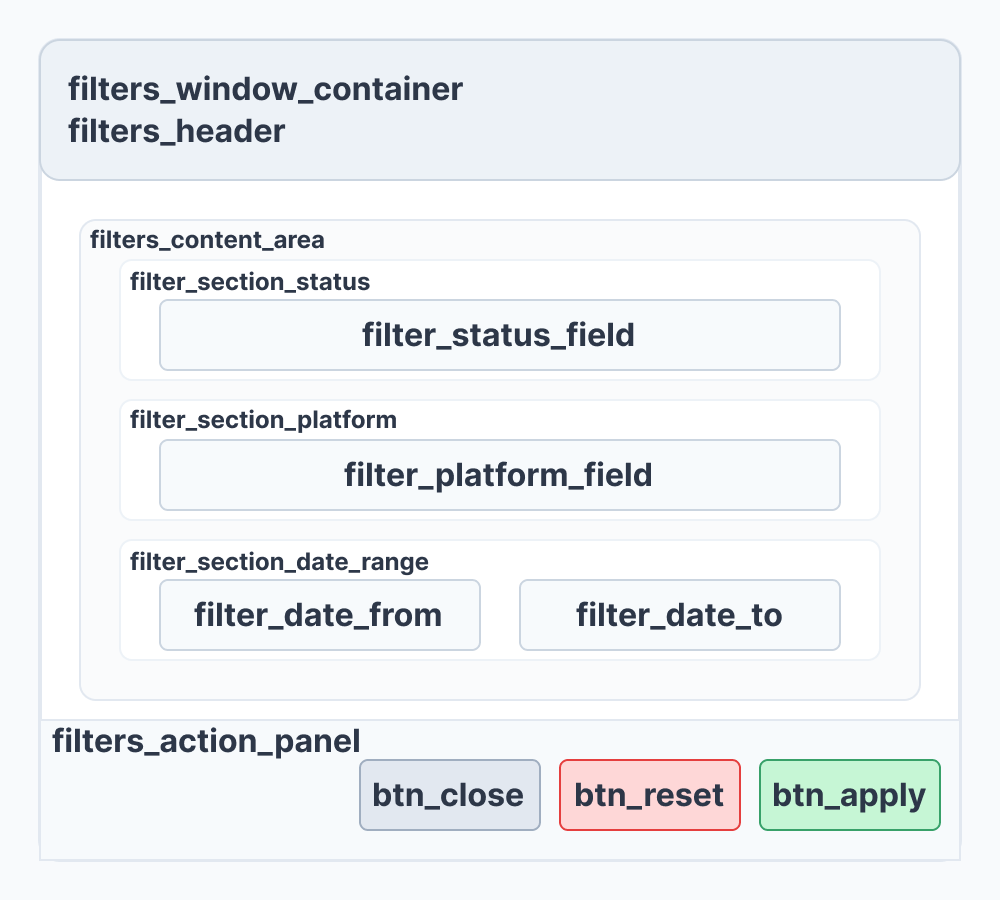 filters_window_container
filters_header
filters_content_area
filter_section_status
filter_status_field
filter_section_platform
filter_platform_field
filter_section_date_range
filter_date_from filter_date_to
filters_action_panel
btn_close btn_reset btn_apply